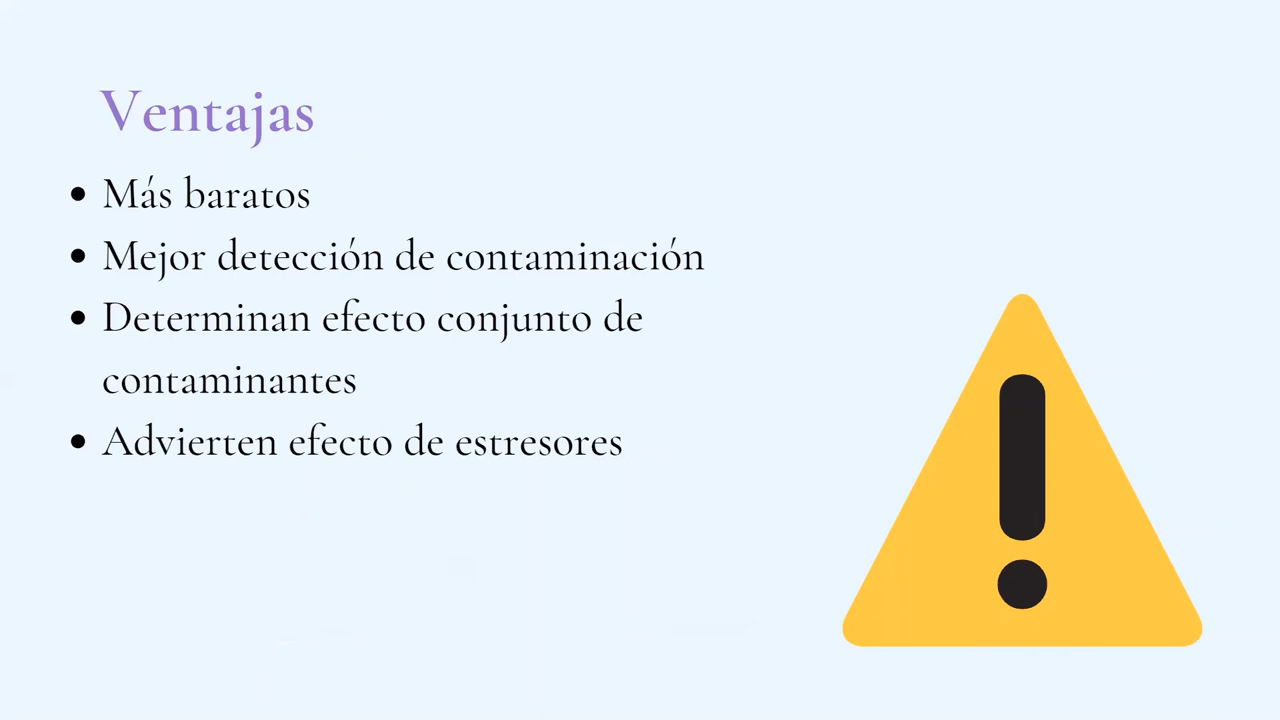 Ventajas
• Más baratos
• Mejor detección de contaminación
• Determinan efecto conjunto de
contaminantes
• Advierten efecto de estresores